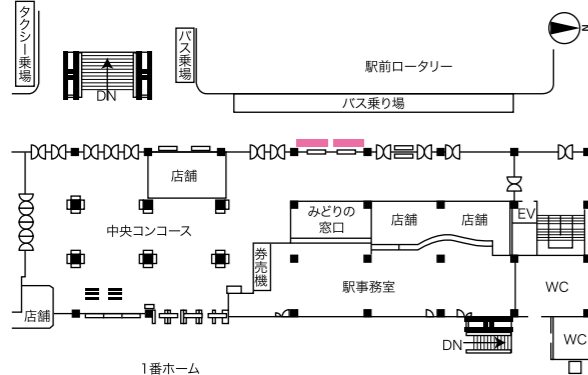 タクシー乗場
DN
バス乗場
駅前ロータリー
N
バス乗り場
店舗
みどりの
窓口
店舗
店舗
EV
中央コンコース
券売機
駅事務室
WC
店舗
DN
WC
1番ホーム